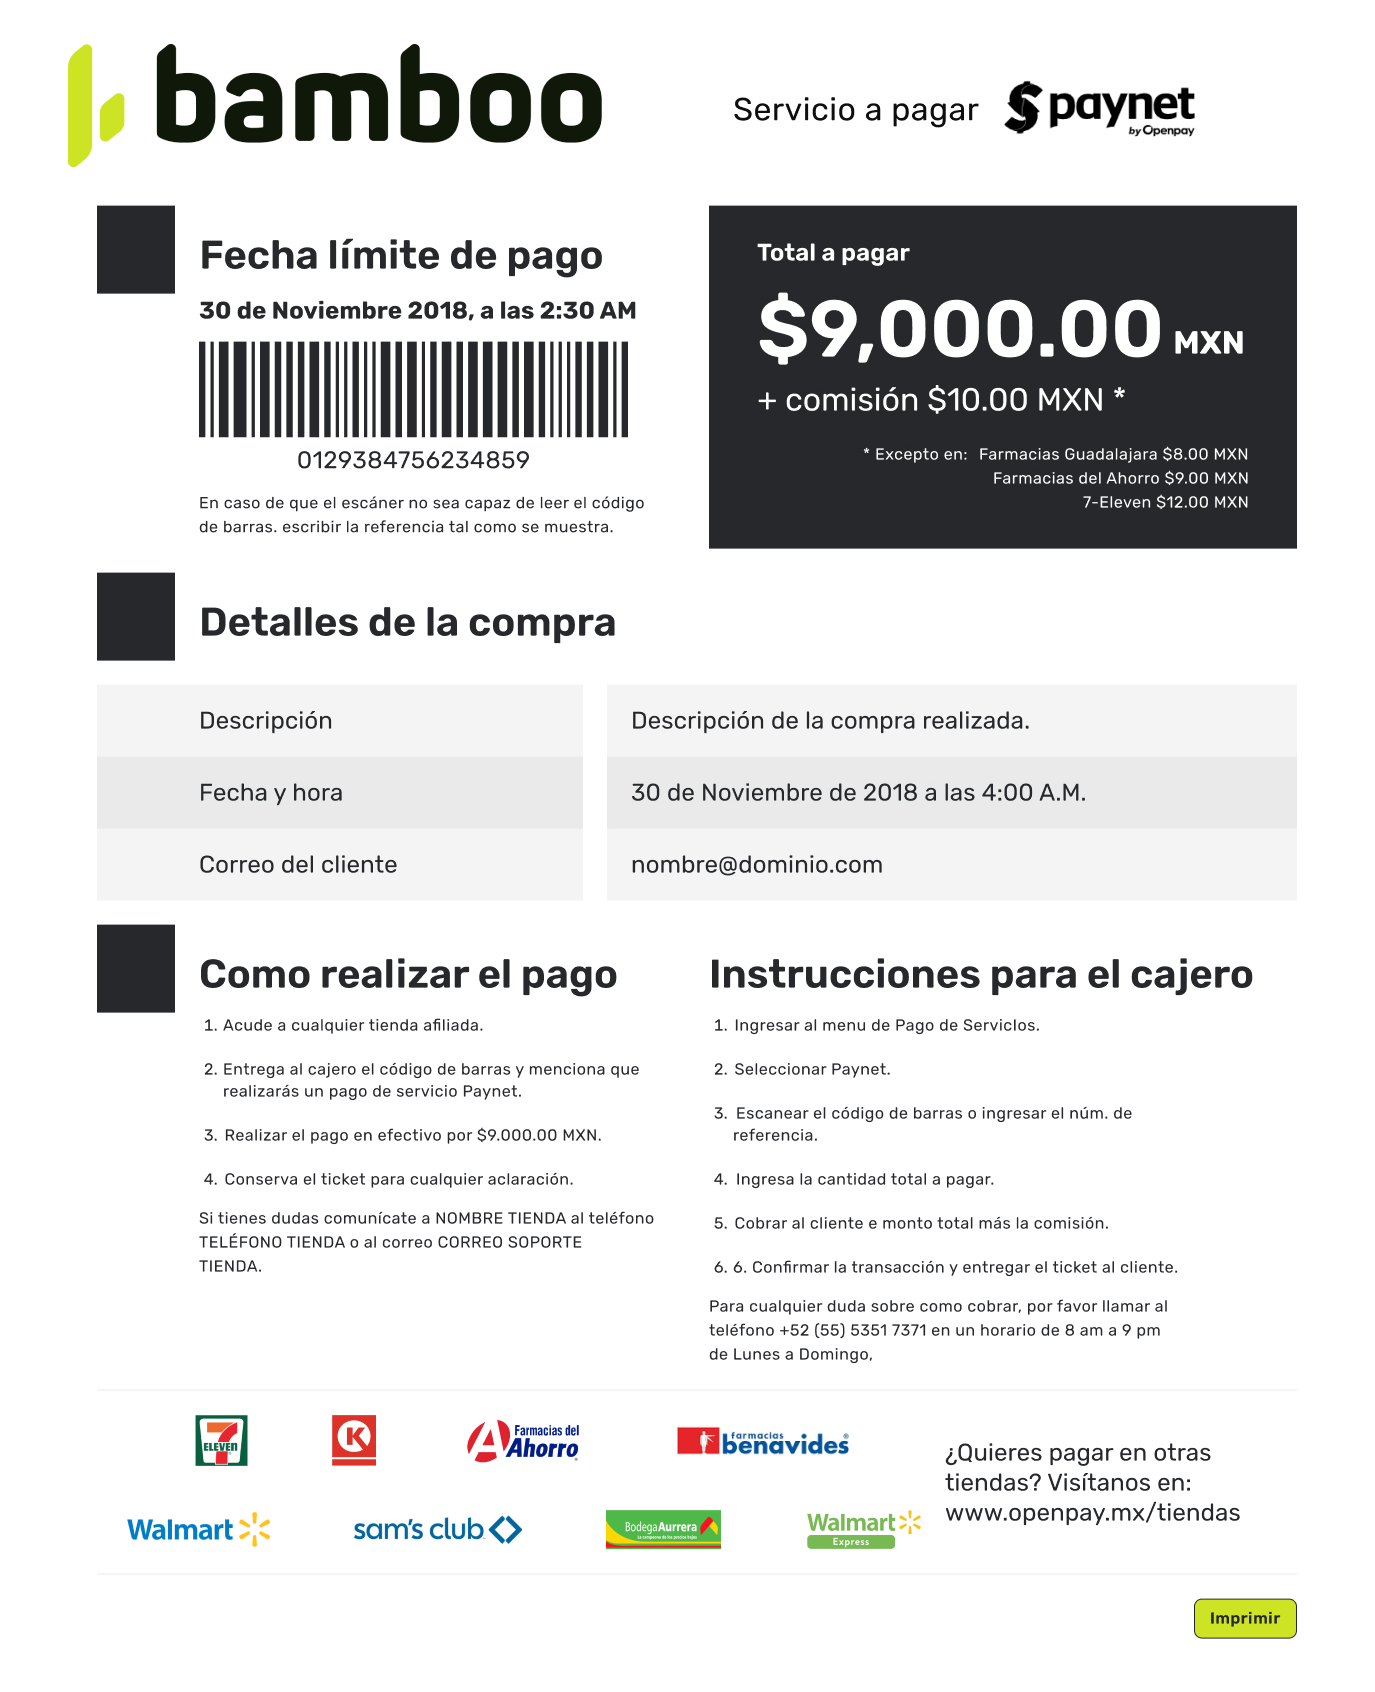 bamboo
Servicio a pagar
paynet
by Openpay
Fecha límite de pago
30 de Noviembre 2018, a las 2:30 AM
0129384756234859
En caso de que el escáner no sea capaz de leer el código
de barras. escribir la referencia tal como se muestra.
Total a pagar
$9,000.00 MXN
+ comisión $10.00 MXN *
* Excepto en: Farmacias Guadalajara $8.00 MXN
Farmacias del Ahorro $9.00 MXN
7-Eleven $12.00 MXN
Detalles de la compra
Descripción
Descripción de la compra realizada.
Fecha y hora
30 de Noviembre de 2018 a las 4:00 A.M.
Correo del cliente
nombre@dominio.com
Como realizar el pago
1. Acude a cualquier tienda afiliada.
2. Entrega al cajero el código de barras y menciona que
realizarás un pago de servicio Paynet.
3. Realizar el pago en efectivo por $9.000.00 MXN.
4. Conserva el ticket para cualquier aclaración.
Si tienes dudas comunícate a NOMBRE TIENDA al teléfono
TELÉFONO TIENDA o al correo CORREO SOPORTE
TIENDA.
Instrucciones para el cajero
1. Ingresar al menu de Pago de Serviclos.
2. Seleccionar Paynet.
3. Escanear el código de barras o ingresar el núm. de
referencia.
4. Ingresa la cantidad total a pagar.
5. Cobrar al cliente e monto total más la comisión.
6. 6. Confirmar la transacción y entregar el ticket al cliente.
Para cualquier duda sobre como cobrar, por favor llamar al
teléfono +52 (55) 5351 7371 en un horario de 8 am a 9 pm
de Lunes a Domingo,
7 ELEVEN
K
A Farmacias del
Ahorro
farmacias
benavides
Walmart
sam's club
Bodega Aurrera
La campeona de los precios bajos
Walmart
Express
¿Quieres pagar en otras
tiendas? Visítanos en:
www.openpay.mx/tiendas
Imprimir